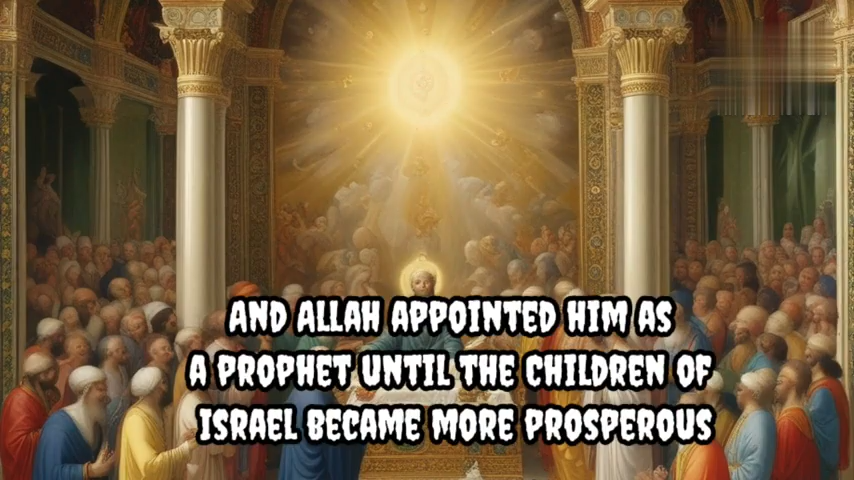 AND ALLAH APPOINTED HIM AS
A PROPHET UNTIL THE CHILDREN OF
ISRAEL BECAME MORE PROSPEROUS